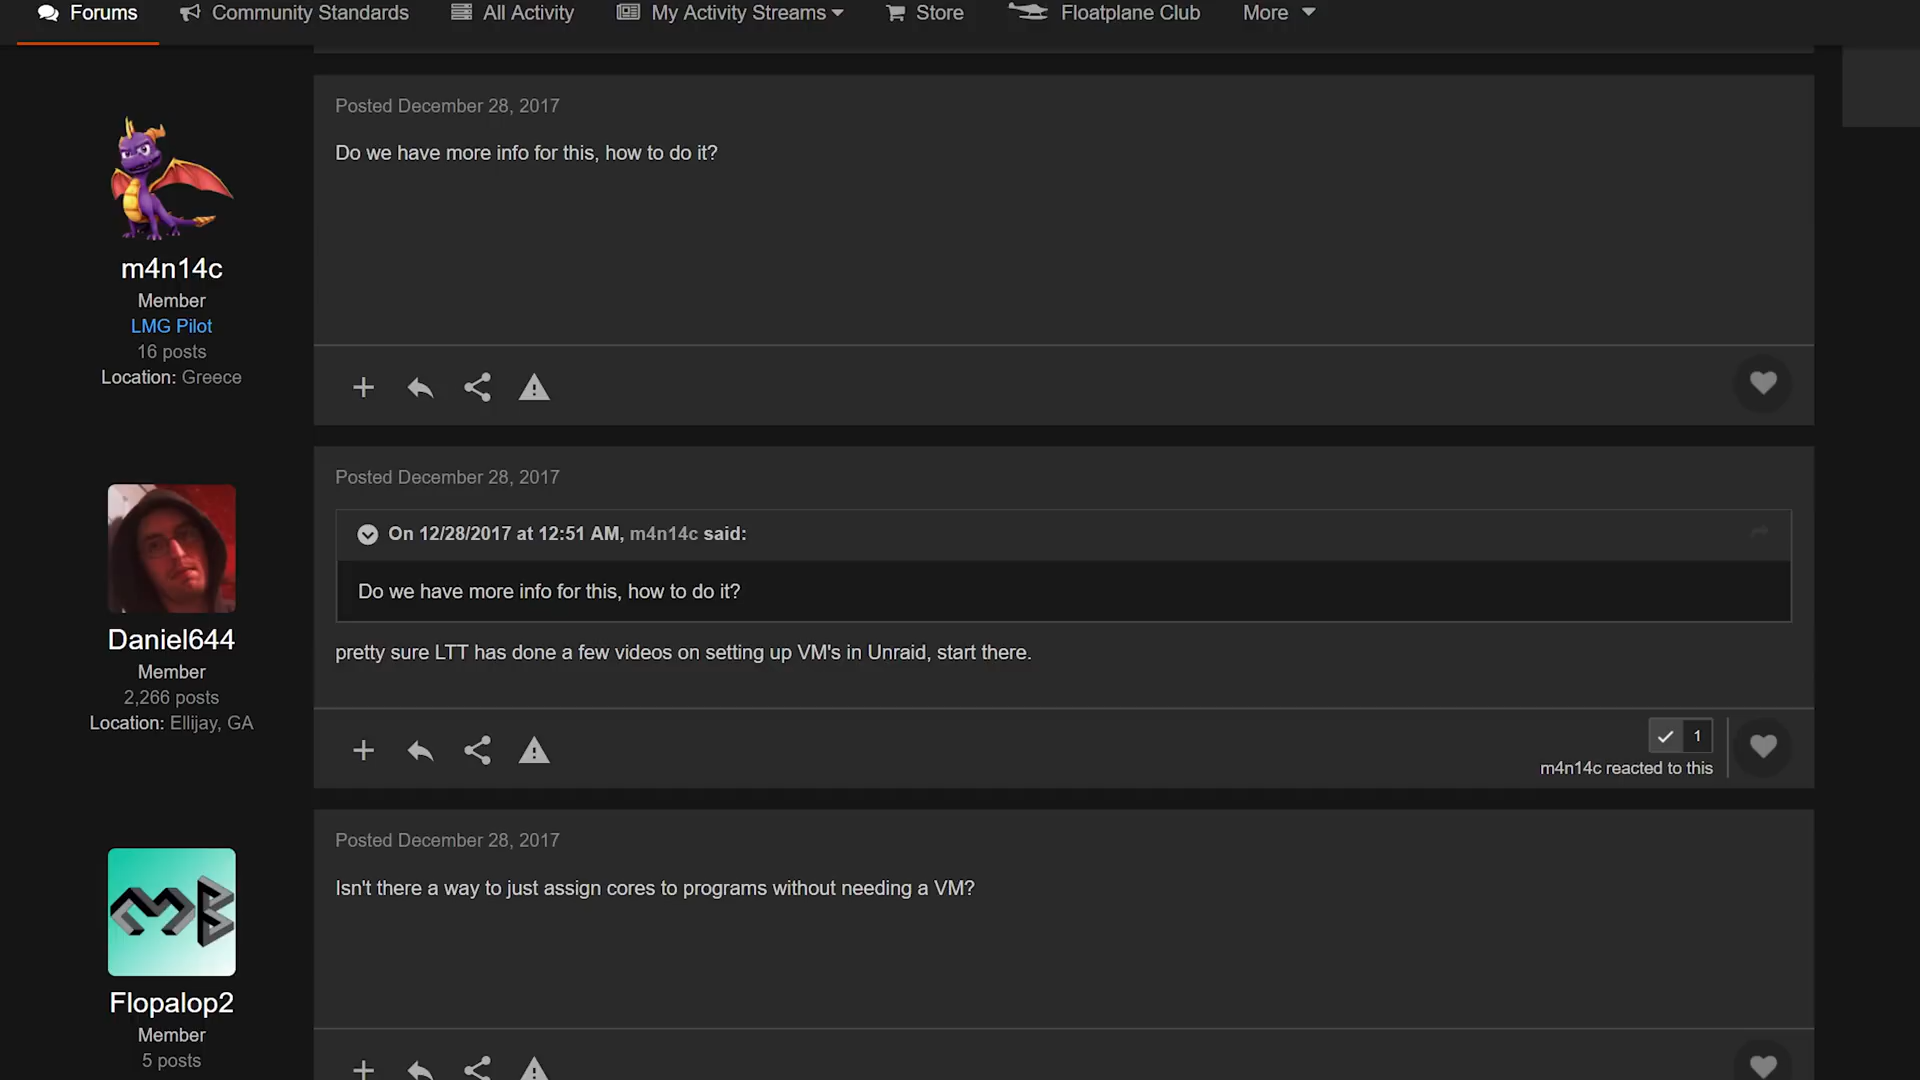 Forums
Community Standards
All Activity
My Activity Streams
Store
Floatplane Club
More
m4n14c
Member
LMG Pilot
16 posts
Location: Greece
Posted December 28, 2017
Do we have more info for this, how to do it?
Daniel644
Member
2,266 posts
Location: Ellijay, GA
Posted December 28, 2017
On 12/28/2017 at 12:51 AM, m4n14c said:
Do we have more info for this, how to do it?
pretty sure LTT has done a few videos on setting up VM's in Unraid, start there.
1
m4n14c reacted to this
MB
Flopalop2
Member
5 posts
Posted December 28, 2017
Isn't there a way to just assign cores to programs without needing a VM?